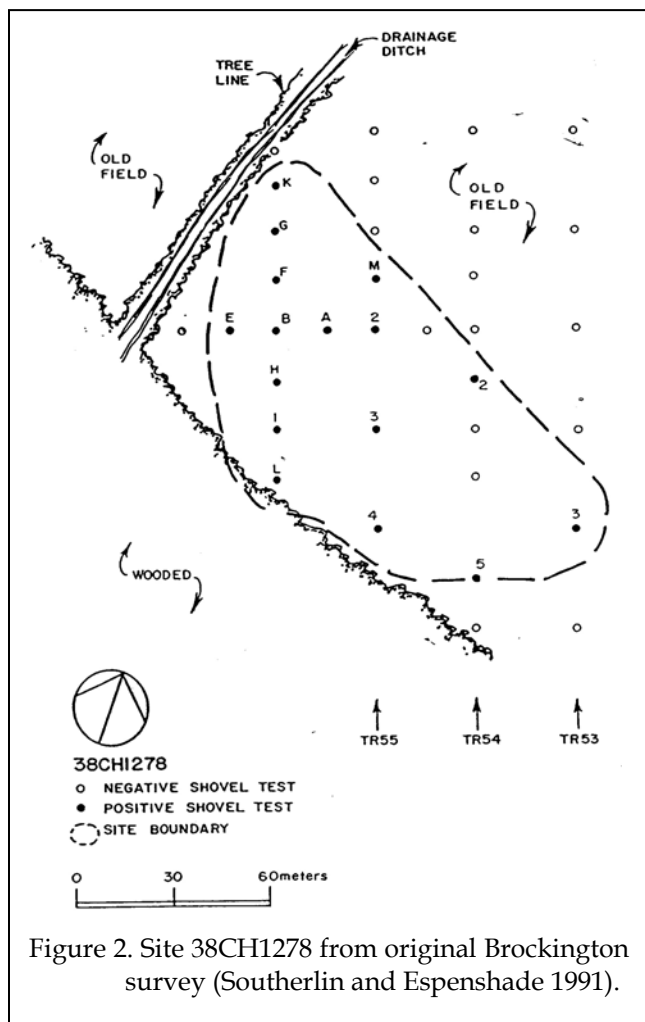 DRAINAGE
DITCH
TREE
LINE
OLD
FIELD
OLD
FIELD
K
G
F
M
E
B
A
2
H
2
I
3
L
4
3
5
WOODED
TR55
TR54
TR53
38CH1278
NEGATIVE SHOVEL TEST
POSITIVE SHOVEL TEST
SITE BOUNDARY
0
30
60meters
Figure 2. Site 38CH1278 from original Brockington
survey (Southerlin and Espenshade 1991).